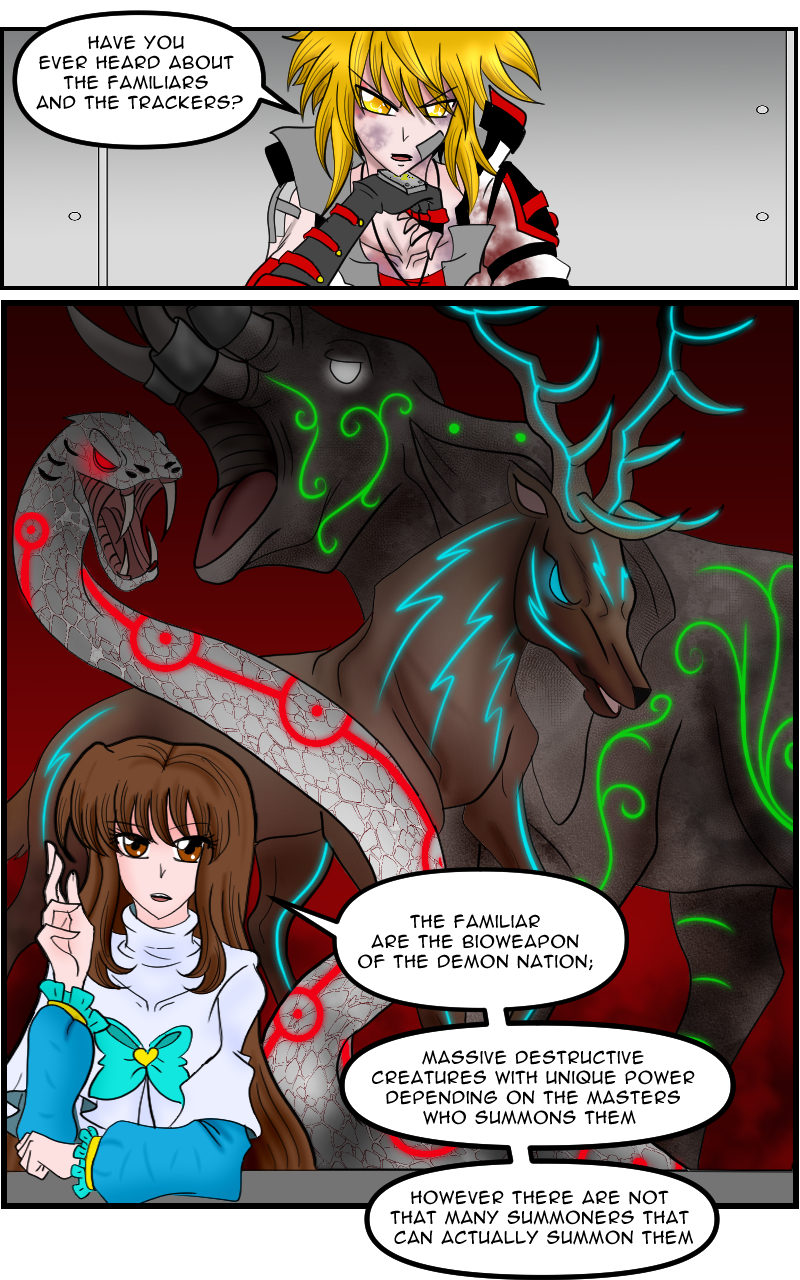 HAVE YOU
EVER HEARD ABOUT
THE FAMILIARS
AND THE TRACKERS?
THE FAMILIAR
ARE THE BIOWEAPON
OF THE DEMON NATION;
MASSIVE DESTRUCTIVE
CREATURES WITH UNIQUE POWER
DEPENDING ON THE MASTERS
WHO SUMMONS THEM
HOWEVER THERE ARE NOT
THAT MANY SUMMONERS THAT
CAN ACTUALLY SUMMON THEM